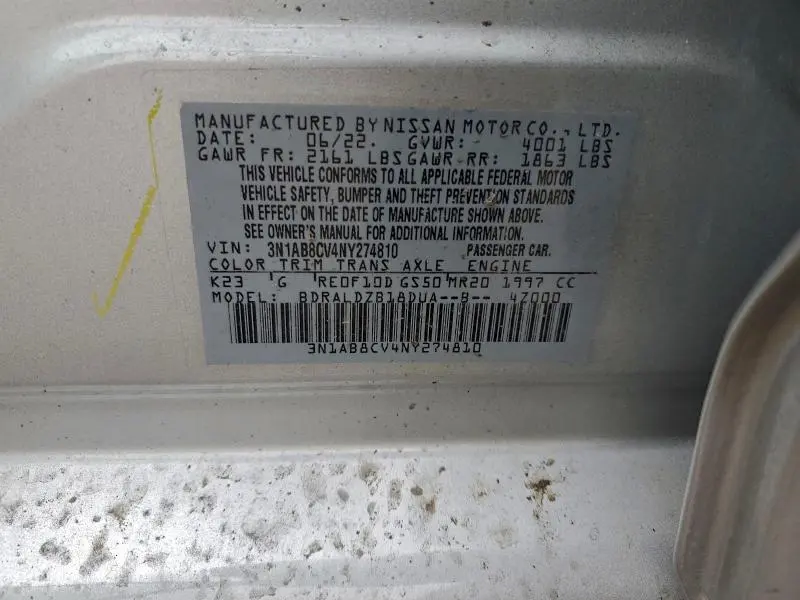 MANUFACTURED BY NISSAN MOTOR CO., LTD.
DATE: 06/22. GVWR: 4001 LBS
GAWR FR: 2161 LBS GAWR RR: 1863 LBS
THIS VEHICLE CONFORMS TO ALL APPLICABLE FEDERAL MOTOR
VEHICLE SAFETY, BUMPER AND THEFT PREVENTION STANDARDS
IN EFFECT ON THE DATE OF MANUFACTURE SHOWN ABOVE.
SEE OWNER'S MANUAL FOR ADDITIONAL INFORMATION.
VIN: 3N1AB8CV4NY274810 PASSENGER CAR.
COLOR TRIM TRANS AXLE ENGINE
K23 G RE0F10D GS50 MR20 1997 CC
MODEL: BDRALDZB18DUA--B-- 4Z000
3N1AB8CV4NY274810